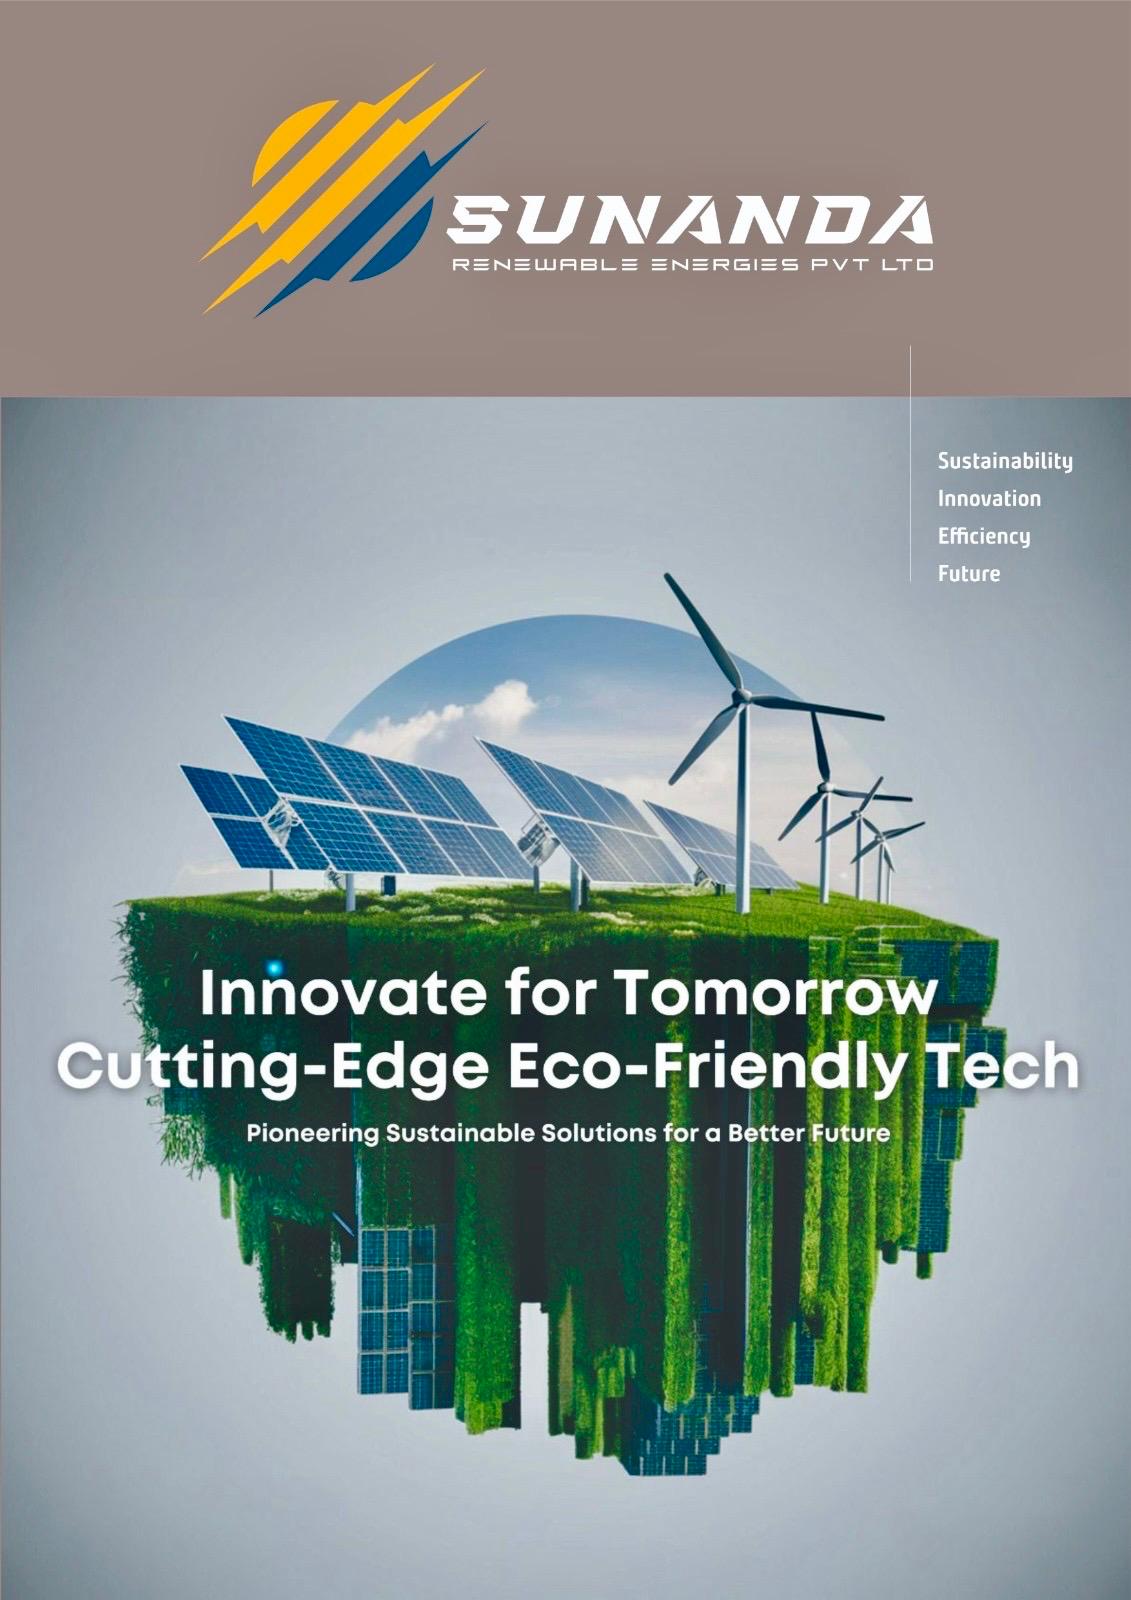 SUNANDA
RENEWABLE ENERGIES PVT LTD
Sustainability
Innovation
Efficiency
Future
Innovate for Tomorrow
Cutting-Edge Eco-Friendly Tech
Pioneering Sustainable Solutions for a Better Future